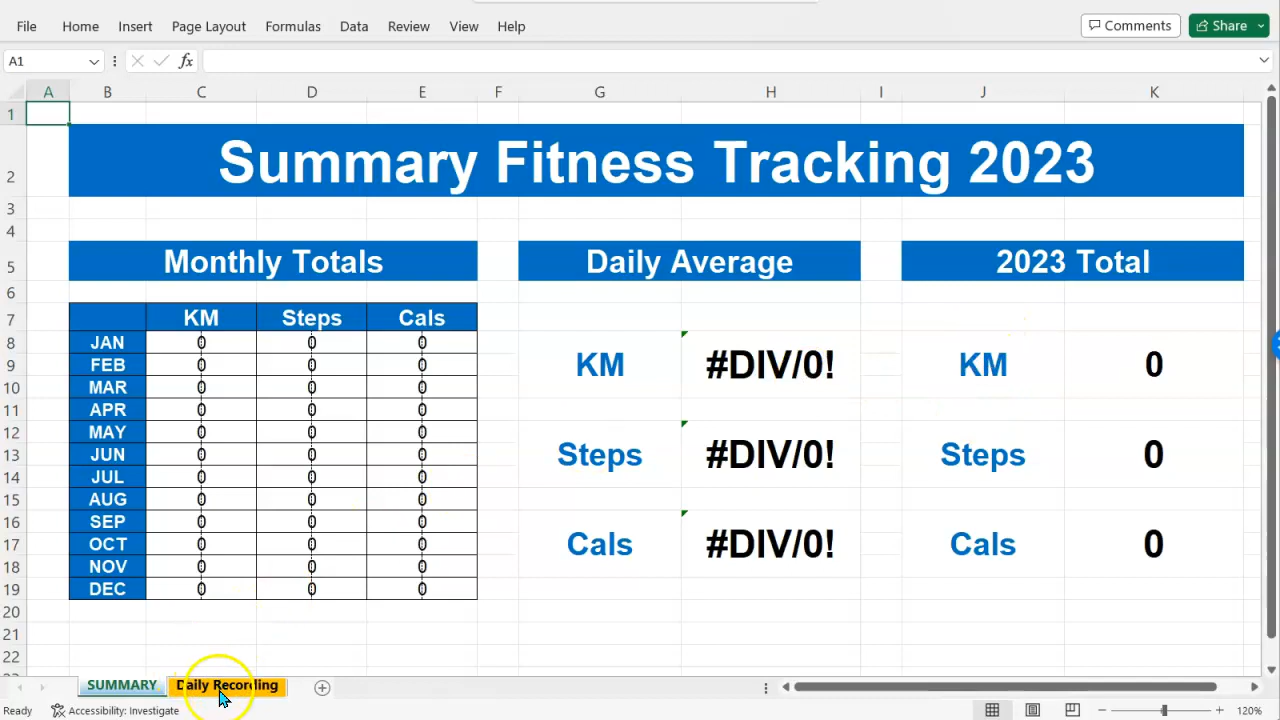 File Home Insert Page Layout Formulas Data Review View Help Comments Share
A1 fx
A B C D E F G H I J K
1
2 Summary Fitness Tracking 2023
3
4
5 Monthly Totals Daily Average 2023 Total
6
7 KM Steps Cals
8 JAN 0 0 0
9 FEB 0 0 0 KM #DIV/0! KM 0
10 MAR 0 0 0
11 APR 0 0 0
12 MAY 0 0 0
13 JUN 0 0 0 Steps #DIV/0! Steps 0
14 JUL 0 0 0
15 AUG 0 0 0
16 SEP 0 0 0
17 OCT 0 0 0 Cals #DIV/0! Cals 0
18 NOV 0 0 0
19 DEC 0 0 0
20
21
22
SUMMARY Daily Recording
Ready Accessibility: Investigate 120%